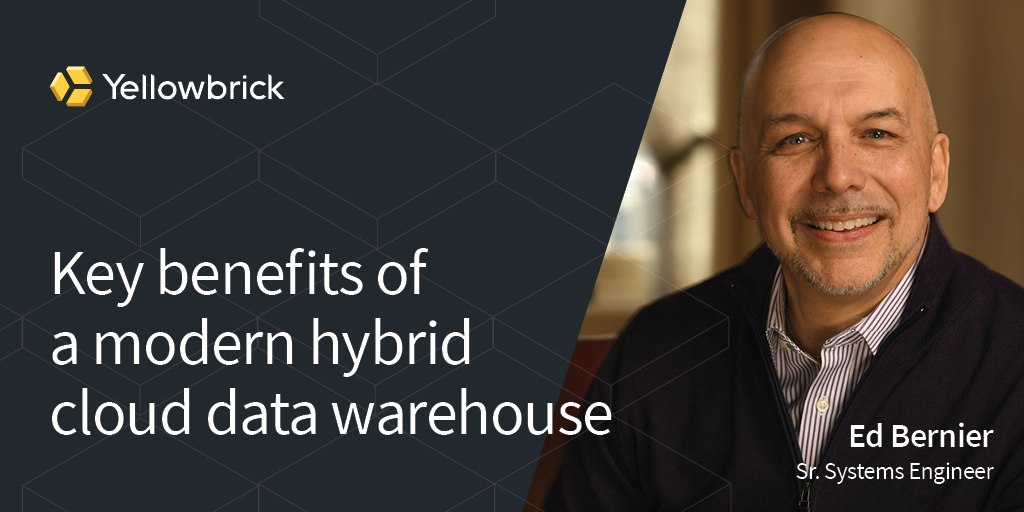 Yellowbrick
Key benefits of
a modern hybrid
cloud data warehouse
Ed Bernier
Sr. Systems Engineer